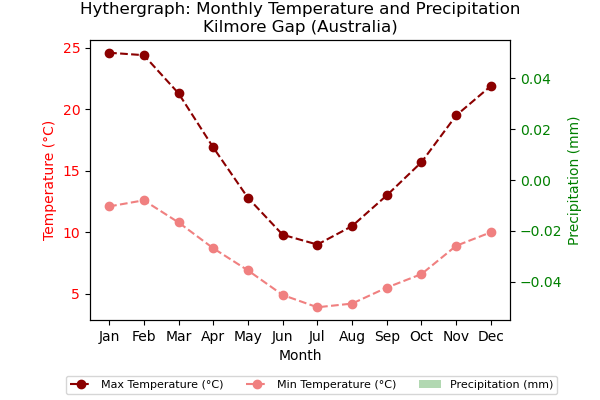 Hythergraph: Monthly Temperature and Precipitation
Kilmore Gap (Australia)
25
20
15
10
5
Temperature (°C)
0.04
0.02
0.00
−0.02
−0.04
Precipitation (mm)
Jan Feb Mar Apr May Jun Jul Aug Sep Oct Nov Dec
Month
Max Temperature (°C) Min Temperature (°C) Precipitation (mm)